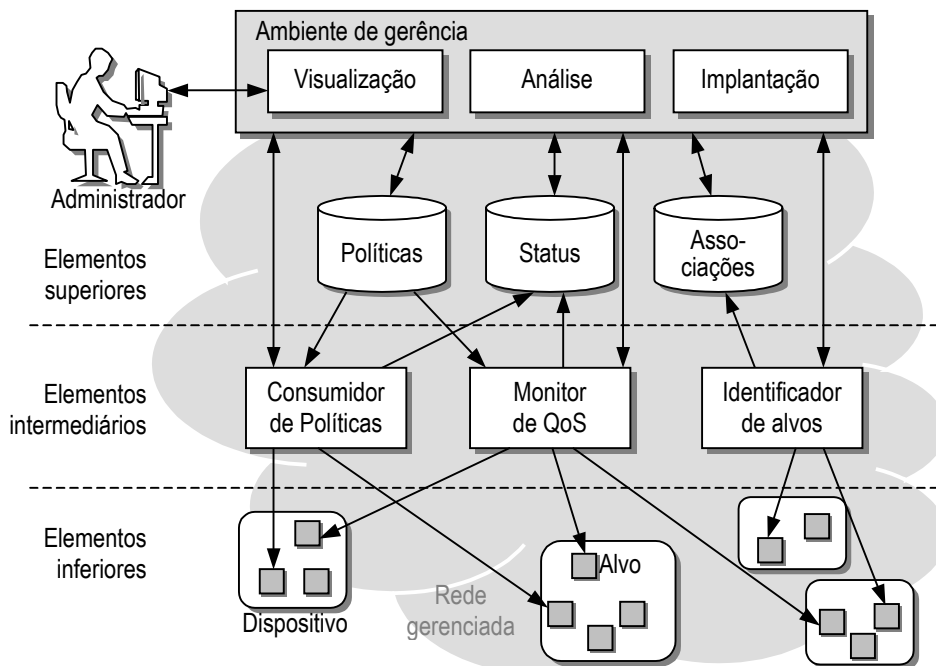 Ambiente de gerência
Visualização
Análise
Implantação
Administrador
Políticas
Status
Asso-
ciações
Elementos
superiores
Elementos
intermediários
Consumidor
de Políticas
Monitor
de QoS
Identificador
de alvos
Elementos
inferiores
Alvo
Dispositivo
Rede
gerenciada